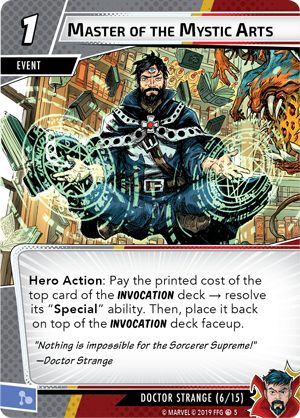 1
MASTER OF THE MYSTIC ARTS
EVENT
Hero Action: Pay the printed cost of the
top card of the INVOCATION deck → resolve
its “Special” ability. Then, place it back
on top of the INVOCATION deck faceup.
"Nothing is impossible for the Sorcerer Supreme!"
—Doctor Strange
DOCTOR STRANGE (6/15)
© MARVEL © 2019 FFG 5